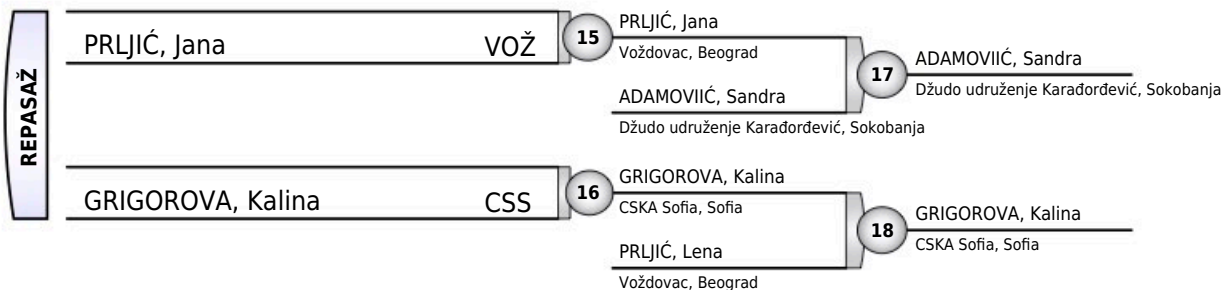 REPASAŽ
PRLJIĆ, Jana VOŽ
15
PRLJIĆ, Jana
Voždovac, Beograd
ADAMOVIIĆ, Sandra
Džudo udruženje Karađorđević, Sokobanja
17
ADAMOVIIĆ, Sandra
Džudo udruženje Karađorđević, Sokobanja
GRIGOROVA, Kalina CSS
16
GRIGOROVA, Kalina
CSKA Sofia, Sofia
PRLJIĆ, Lena
Voždovac, Beograd
18
GRIGOROVA, Kalina
CSKA Sofia, Sofia